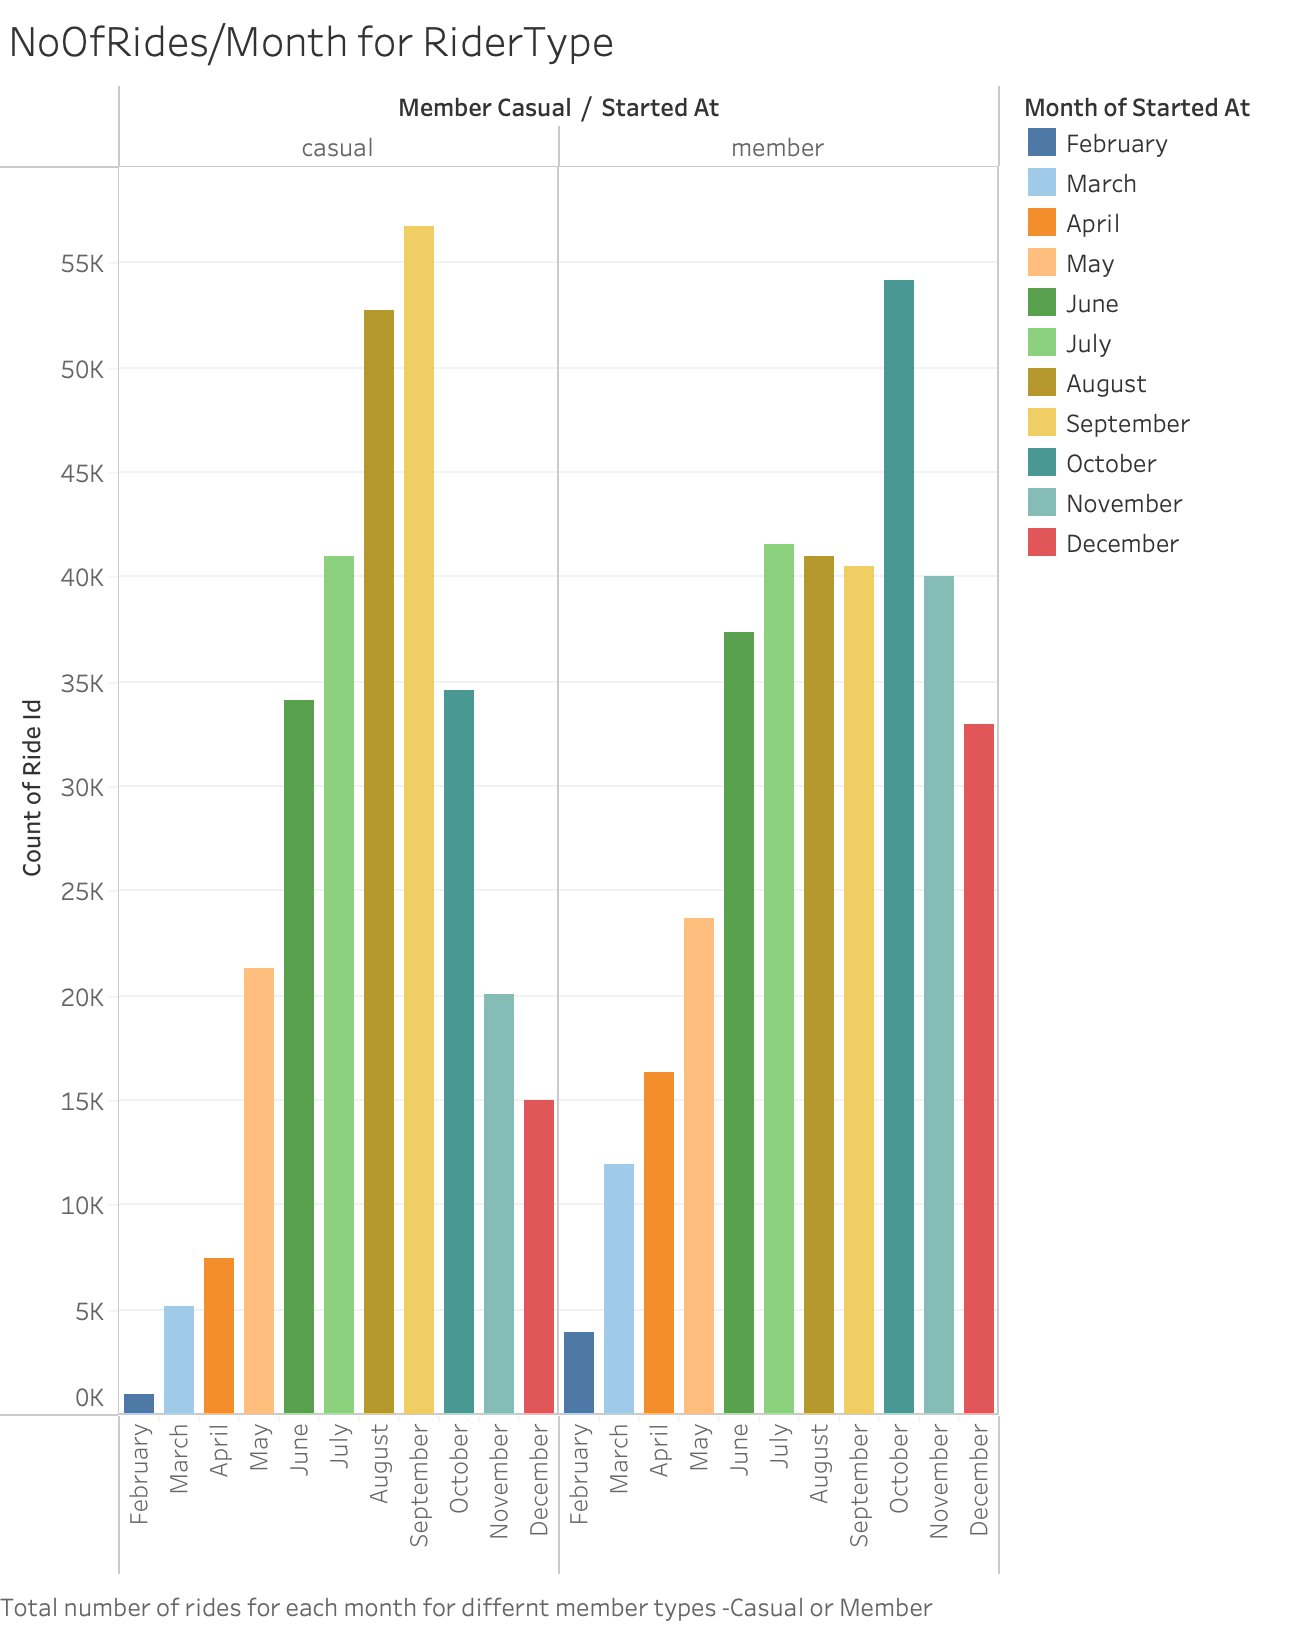 NoOfRides/Month for RiderType
Member Casual / Started At
casual
member
Month of Started At
February
March
April
May
June
July
August
September
October
November
December
Count of Ride Id
55K
50K
45K
40K
35K
30K
25K
20K
15K
10K
5K
0K
February
March
April
May
June
July
August
September
October
November
December
February
March
April
May
June
July
August
September
October
November
December
Total number of rides for each month for differnt member types -Casual or Member